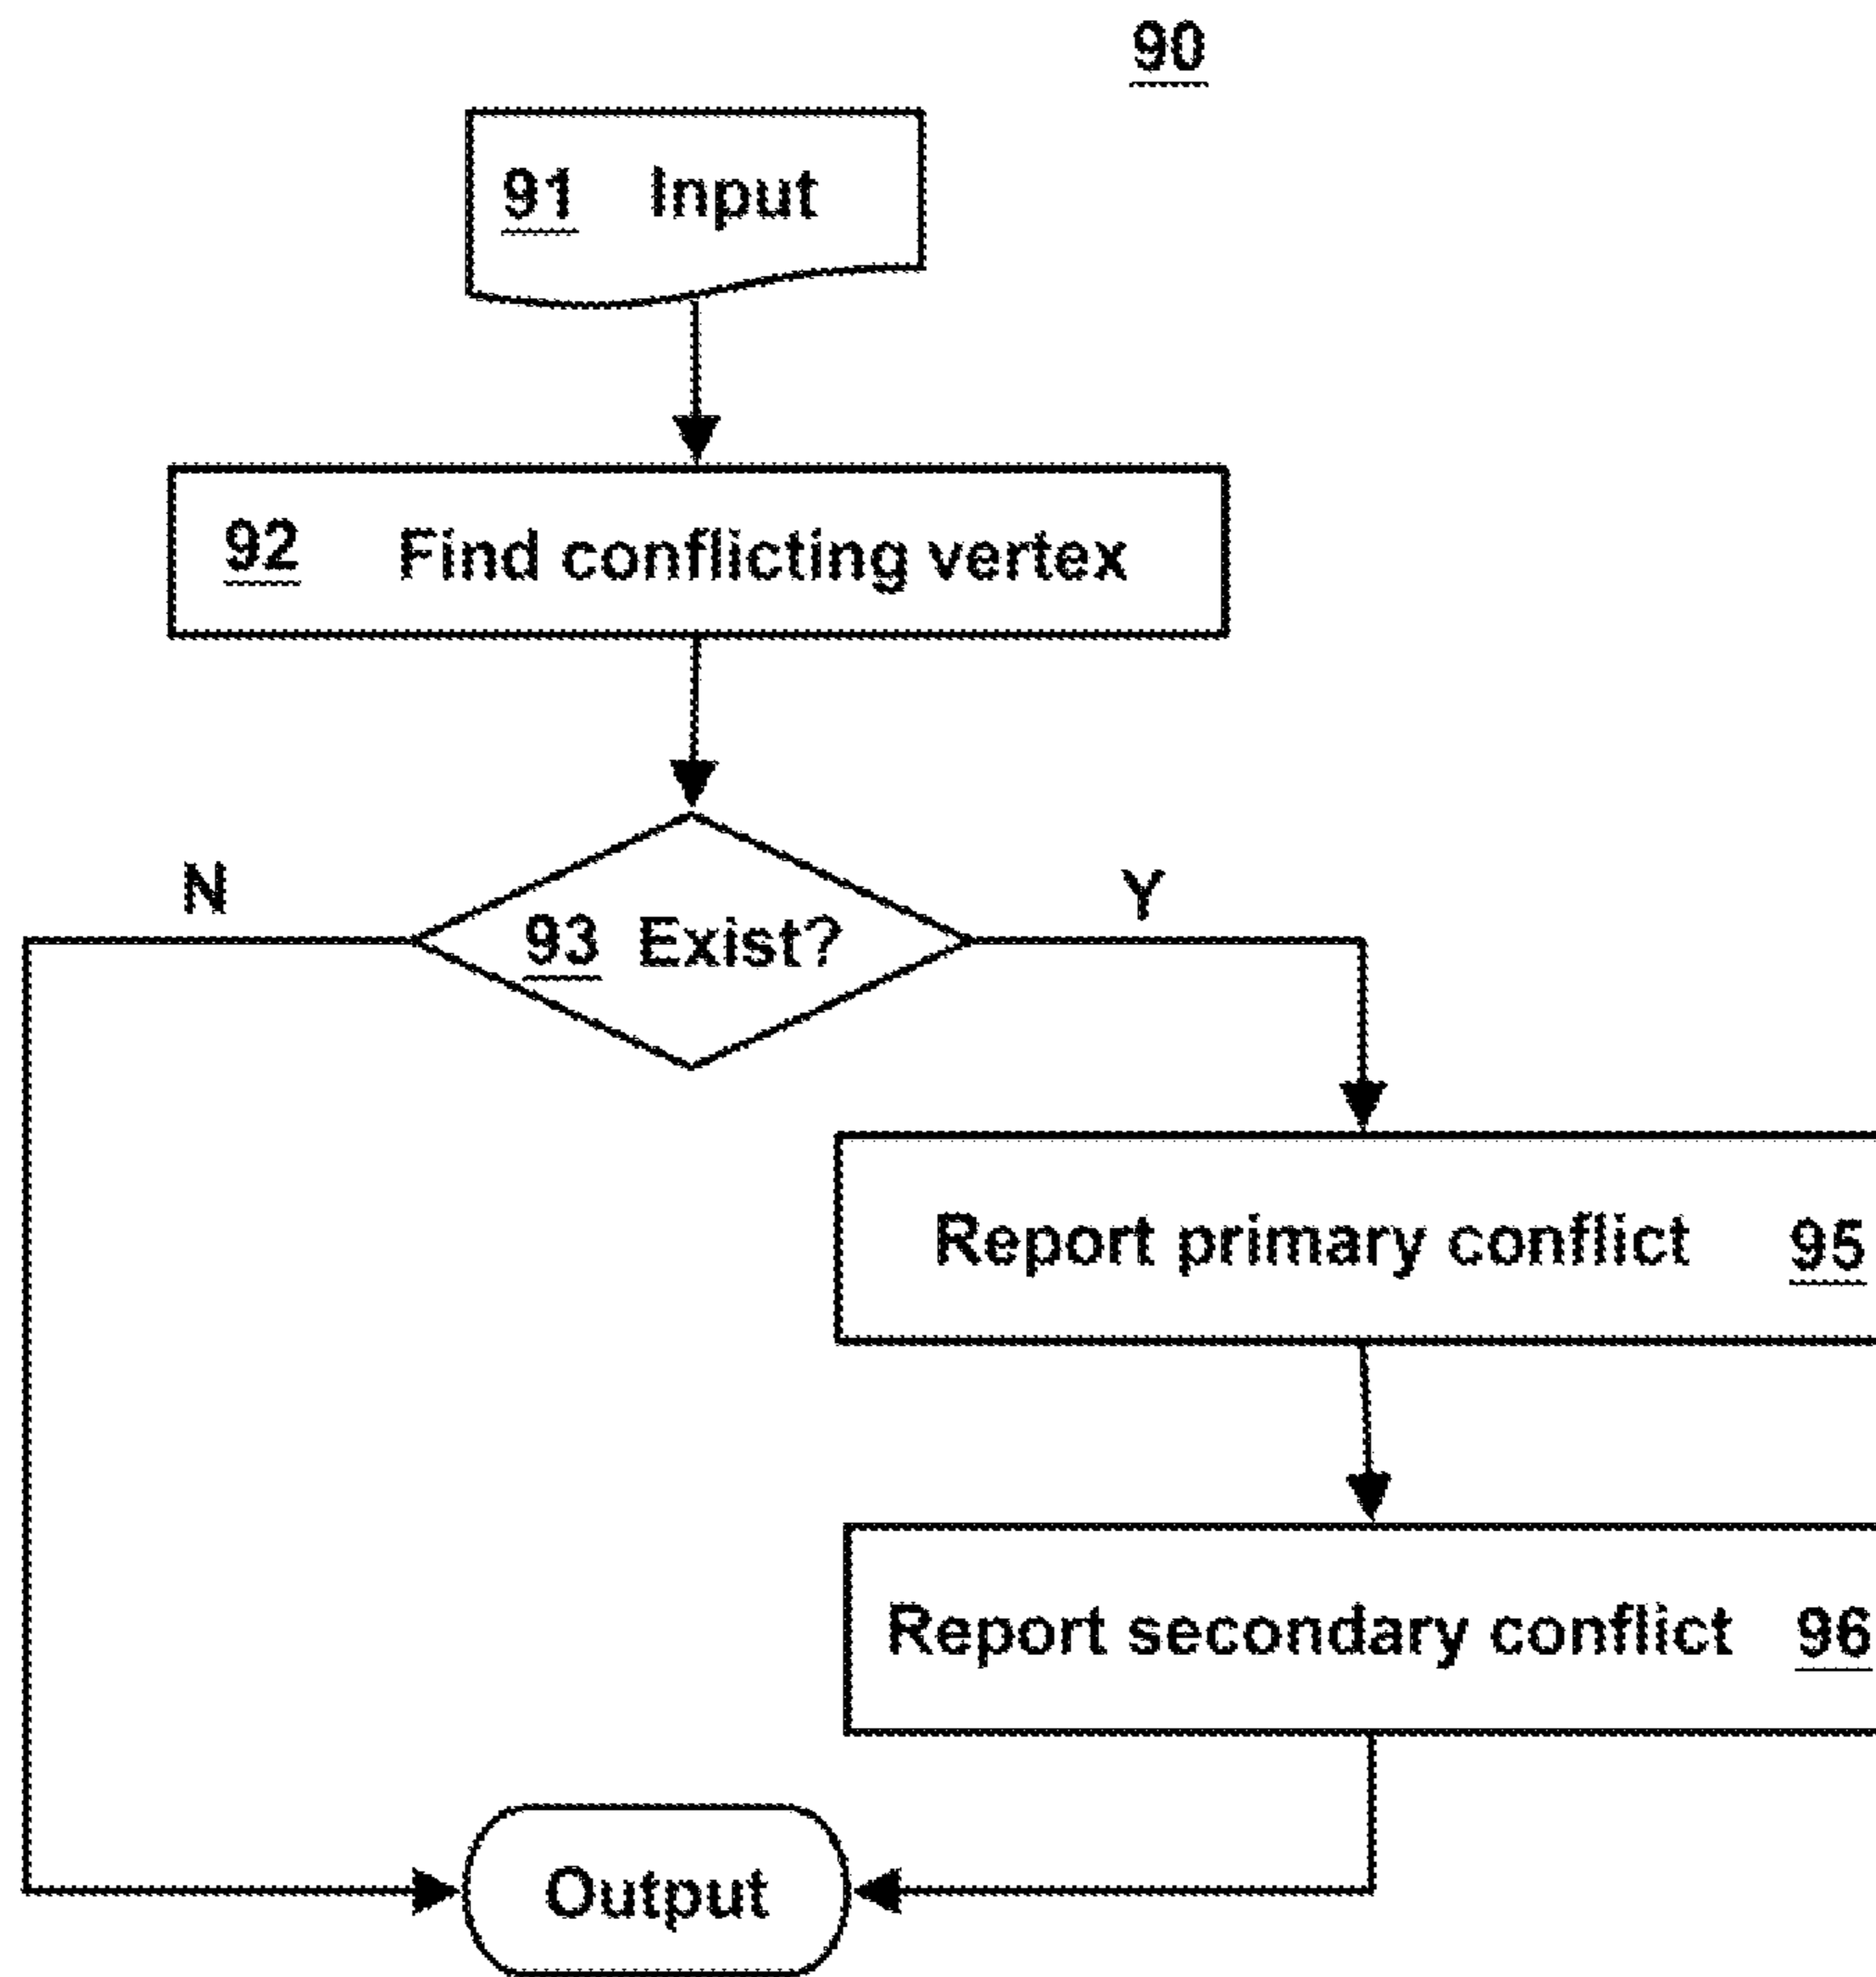 90
91 Input
92 Find conflicting vertex
N
Y
93 Exist?
Report primary conflict 95
Report secondary conflict 96
Output